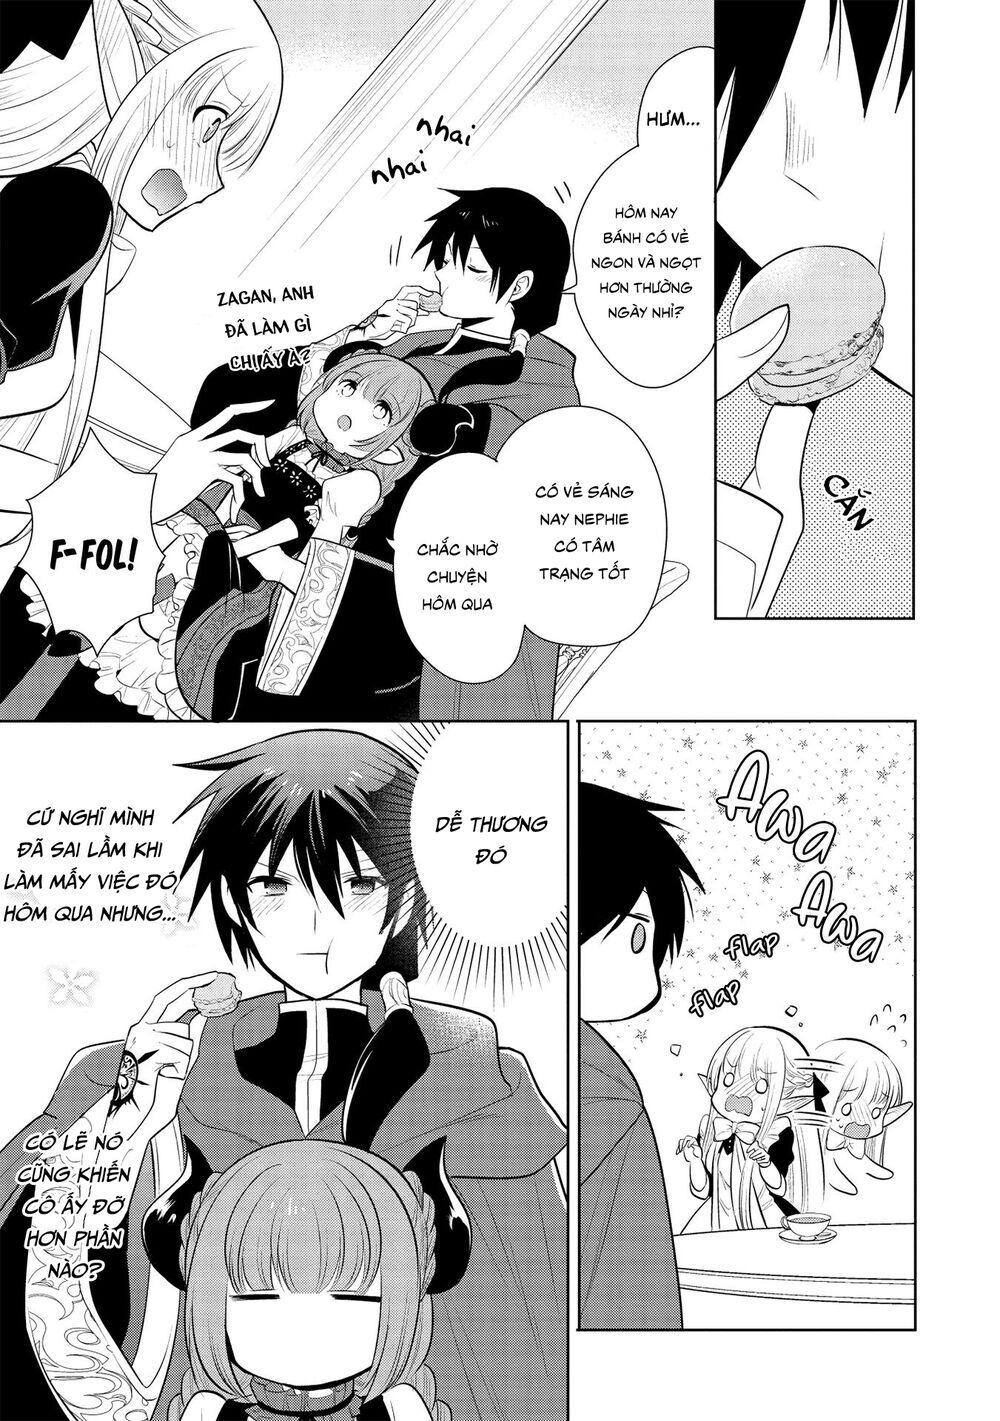 CẮN
HƯM...
HÔM NAY
BÁNH CÓ VẺ
NGON VÀ NGỌT
HƠN THƯỜNG
NGÀY NHỈ?
nhai
nhai
ZAGAN, ANH
ĐÃ LÀM GÌ
CHỊ ẤY À?
CÓ VẺ SÁNG
NAY NEPHIE
CÓ TÂM
TRẠNG TỐT
CHẮC NHỜ
CHUYỆN
HÔM QUA
F-FOL!
AWA
AWA
flap
flap
DỄ THƯƠNG
ĐÓ
CỨ NGHĨ MÌNH
ĐÃ SAI LẦM KHI
LÀM MẤY VIỆC ĐÓ
HÔM QUA NHƯNG...
CÓ LẼ NÓ
CŨNG KHIẾN
CÔ ẤY ĐỠ
HƠN PHẦN
NÀO?